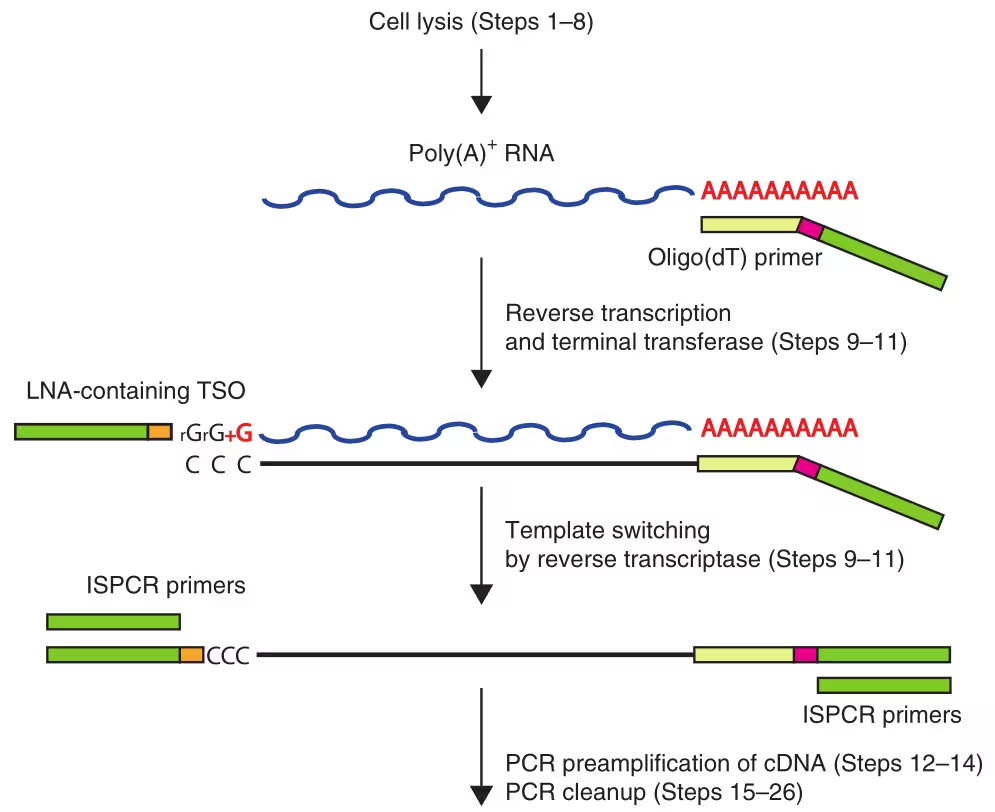 Cell lysis (Steps 1–8)
Poly(A)+ RNA
AAAAAAAAAA
Oligo(dT) primer
Reverse transcription
and terminal transferase (Steps 9–11)
LNA-containing TSO
rGrG+G
AAAAAAAAAA
C C C
Template switching
by reverse transcriptase (Steps 9–11)
ISPCR primers
CCC
ISPCR primers
PCR preamplification of cDNA (Steps 12–14)
PCR cleanup (Steps 15–26)